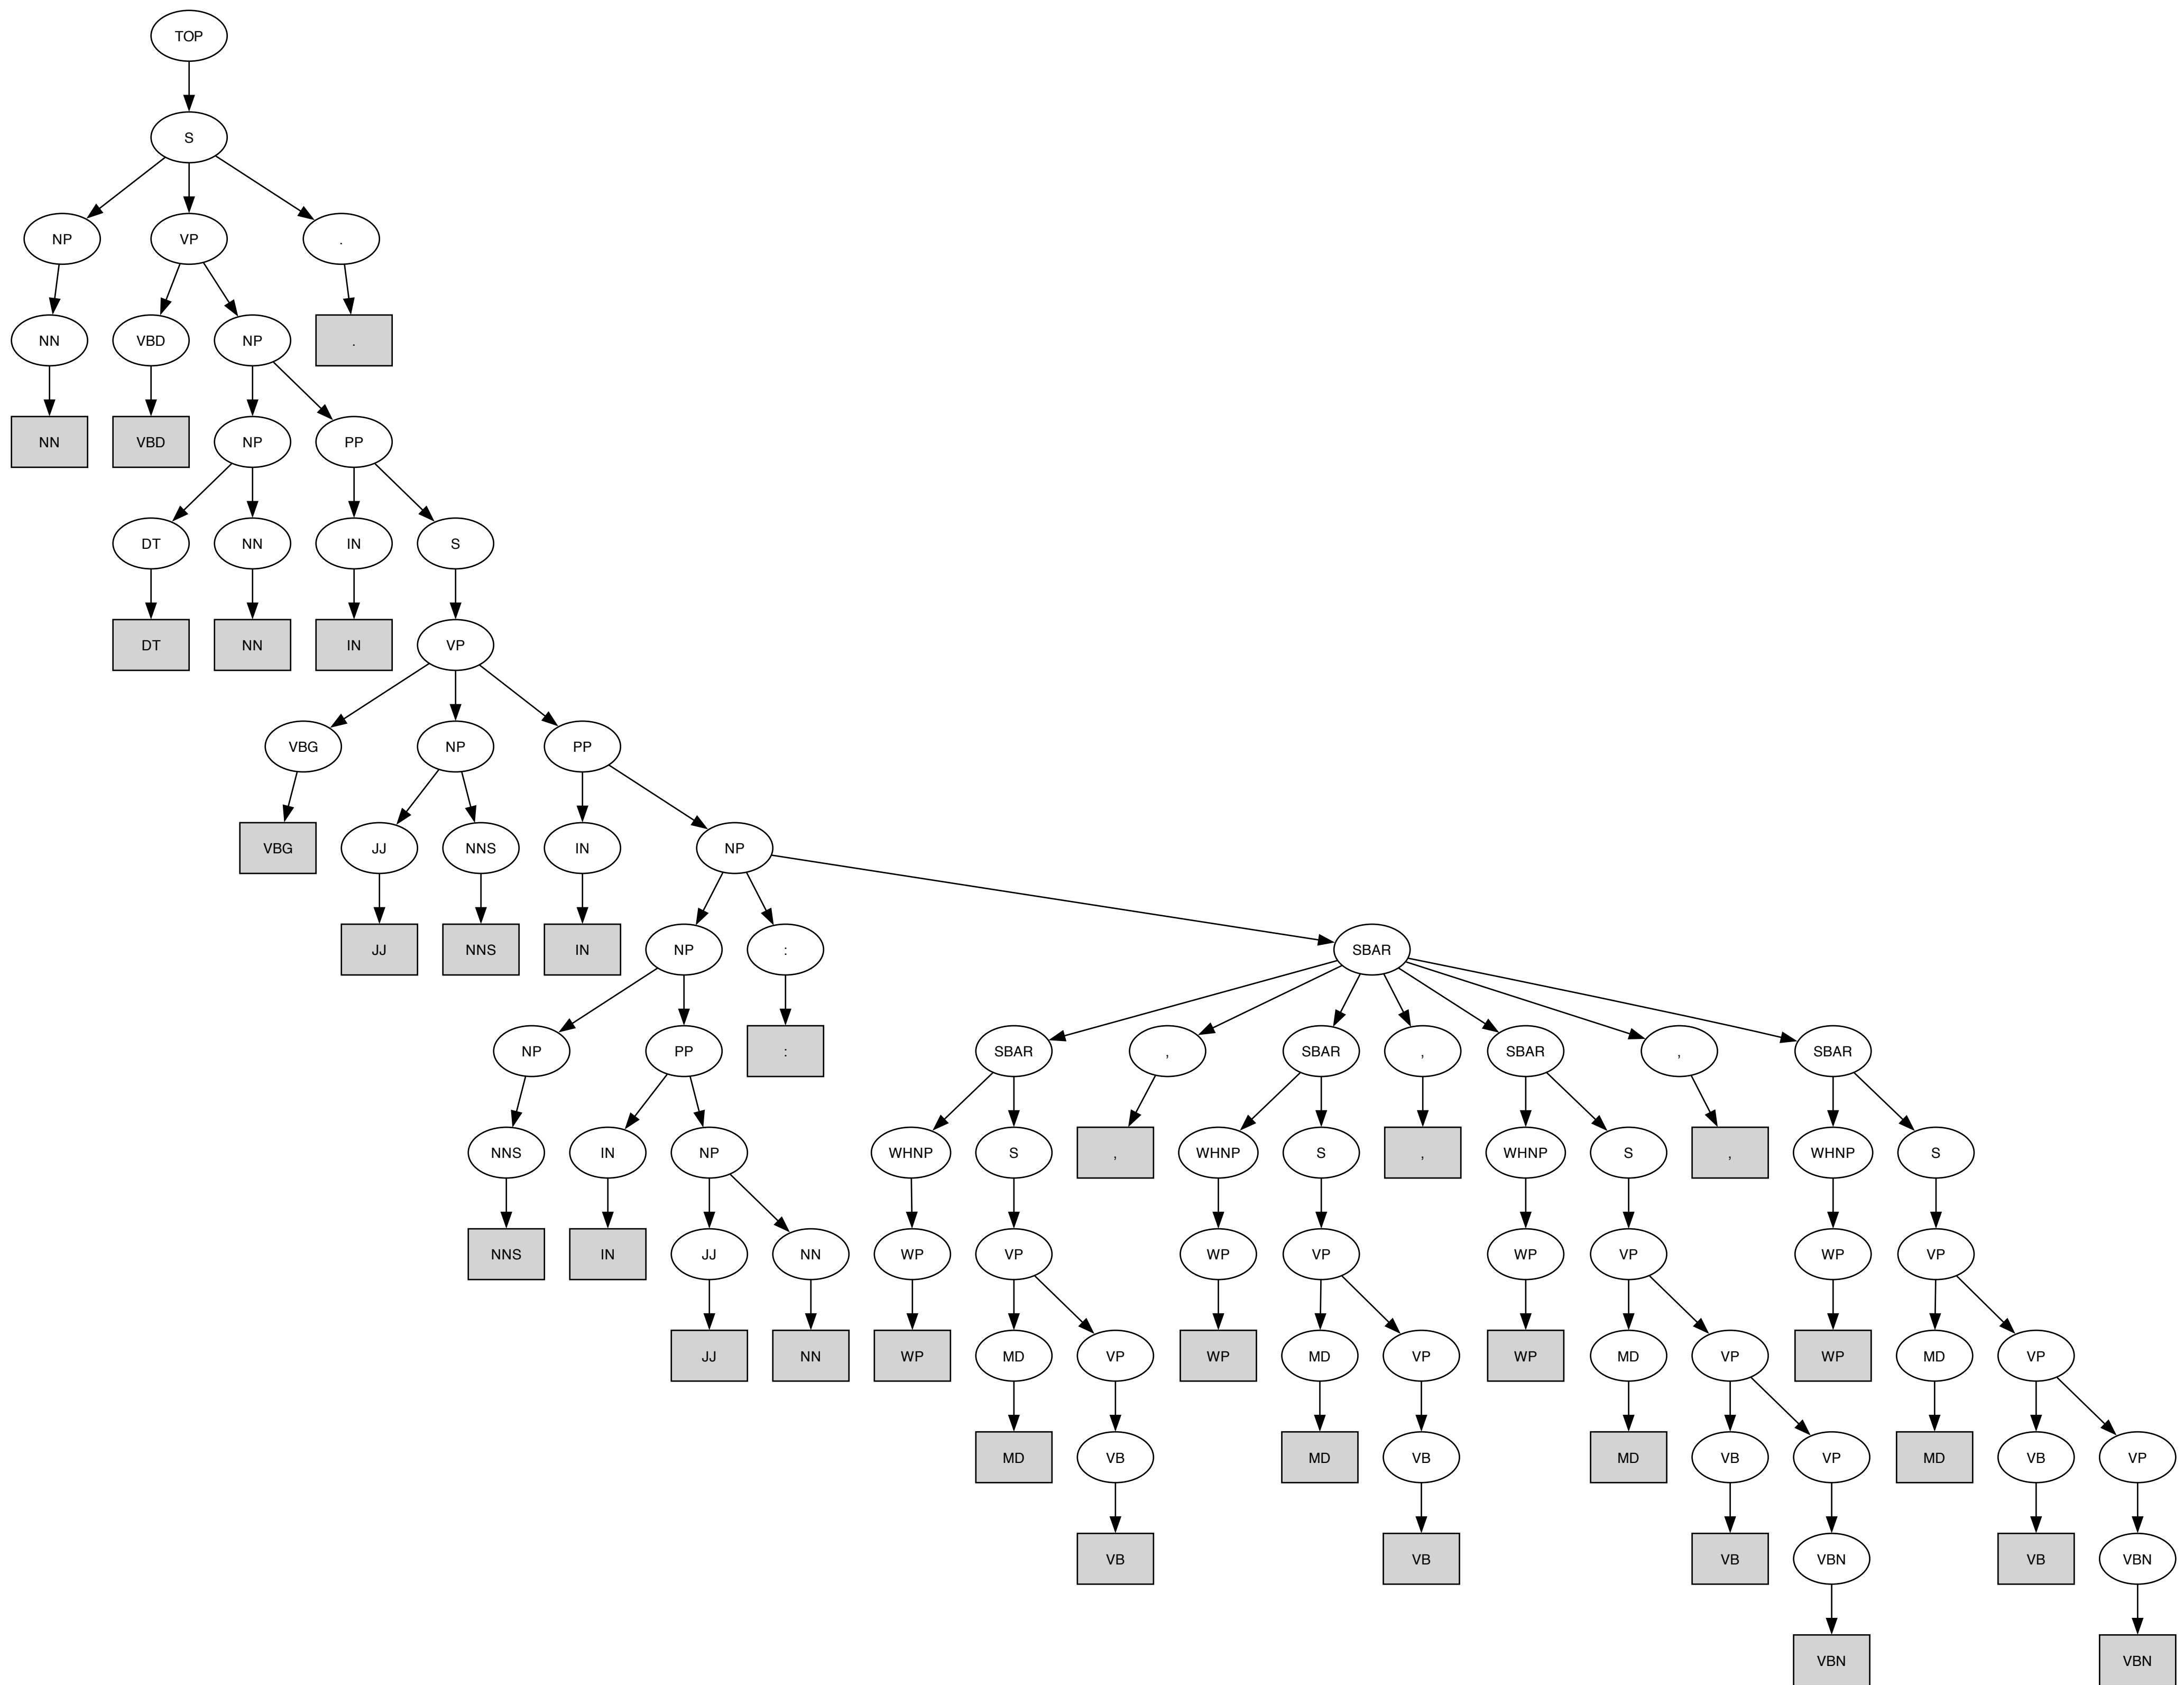 TOP
S
NP VP .
NN VBD NP .
NN VBD NP PP
DT NN IN S
DT NN IN VP
VBG NP PP
VBG JJ NNS IN NP
JJ NNS IN NP : SBAR
NP PP : SBAR , SBAR , SBAR , SBAR
NNS IN NP WHNP S , WHNP S , WHNP S , WHNP S
NNS IN JJ NN WP VP WP VP WP VP WP VP
JJ NN WP MD VP WP MD VP WP MD VP WP MD VP
MD VB MD VB MD VB VP MD VB VP
VB VB VB VBN VB VBN
VBN VBN